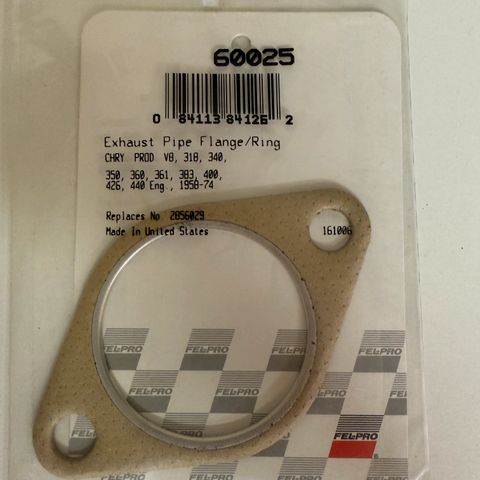 60025
0 84113 84126 2
Exhaust Pipe Flange/Ring
CHRY PROD V8, 318, 340,
350, 360, 361, 383, 400,
426, 440 Eng , 1958-74
Replaces No 2856029
Made In United States
161006
FEL-PRO
FEL-PRO
FEL-PRO
FEL-PRO